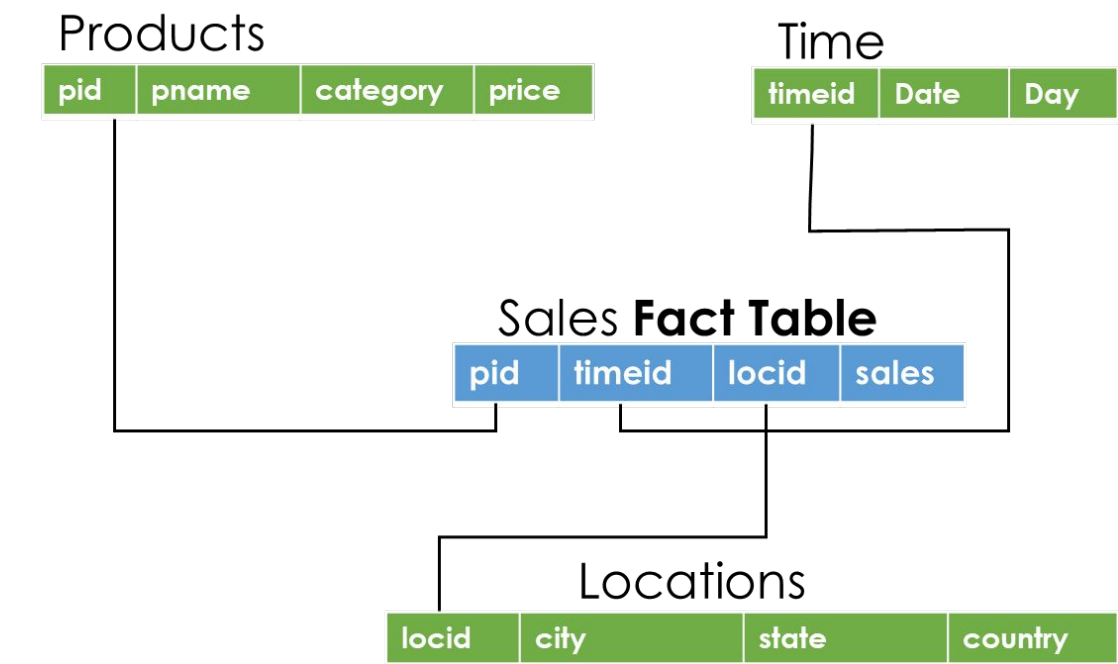 Products
pid pname category price
Time
timeid Date Day
Sales Fact Table
pid timeid locid sales
Locations
locid city state country